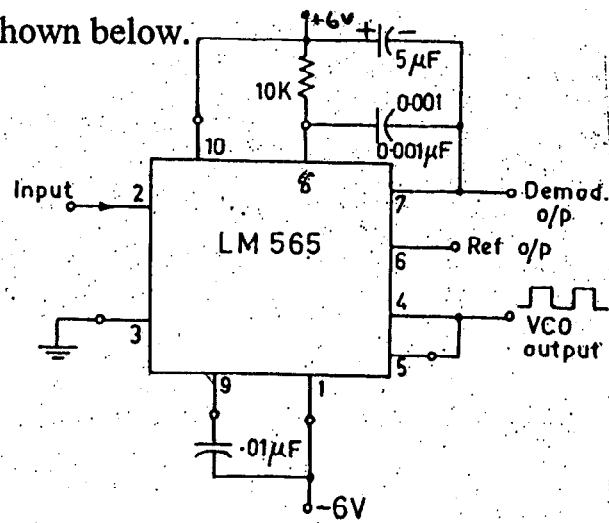 hown below.
+6V
+ -
5µF
10K
0.001
0.001µF
10
8
Input
2
7
Demod.
o/p
LM 565
6
Ref o/p
4
3
VCO
output
5
9
1
.01µF
-6V